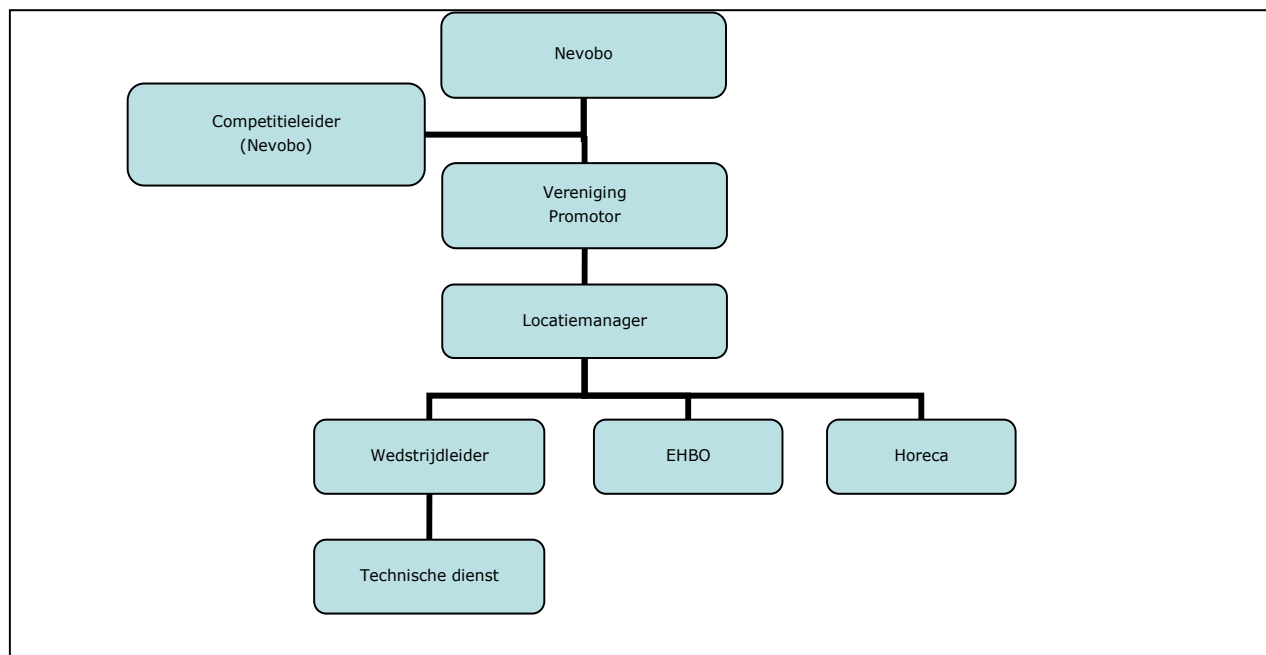 Nevobo
Competitieleider
(Nevobo)
Vereniging
Promotor
Locatiemanager
Wedstrijdleider
EHBO
Horeca
Technische dienst